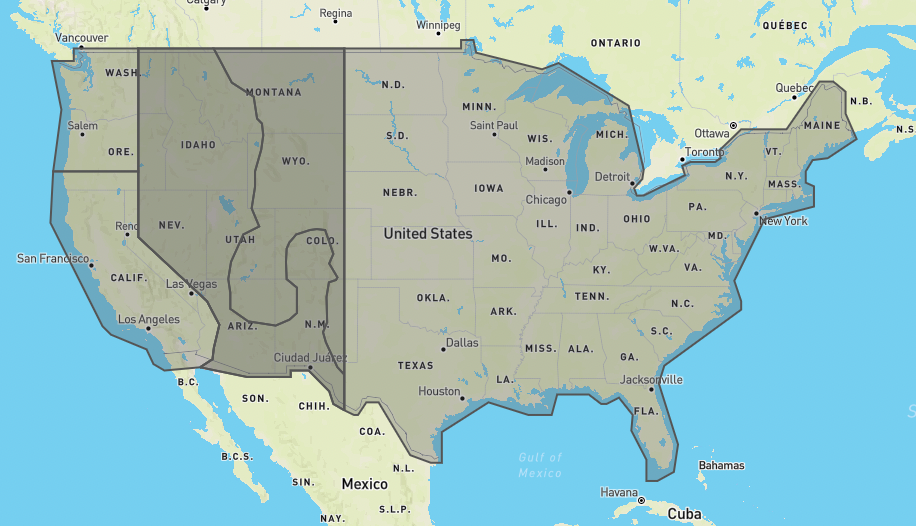 Calgary
Regina
Winnipeg
QUÉBEC
Vancouver
ONTARIO
WASH.
N.D.
MONTANA
Quebec
N.B.
MINN.
Salem
Saint Paul
MAINE
N.S.
S.D.
WIS.
MICH.
Ottawa
IDAHO
ORE.
Toronto
VT.
WYO.
Madison
Detroit
N.Y.
MASS.
NEBR.
IOWA
Chicago
PA.
Reno
NEV.
ILL.
IND.
OHIO
New York
United States
UTAH
COLO.
MD.
W.VA.
San Francisco
MO.
KY.
VA.
CALIF.
Las Vegas
OKLA.
TENN.
N.C.
ARK.
Los Angeles
ARIZ.
N.M.
S.C.
Dallas
MISS.
ALA.
GA.
Ciudad Juárez
TEXAS
LA.
Jacksonville
B.C.
Houston
SON.
CHIH.
FLA.
COA.
B.C.S.
Gulf of
Mexico
Bahamas
N.L.
SIN.
Mexico
Havana
S.L.P.
Cuba
NAY.